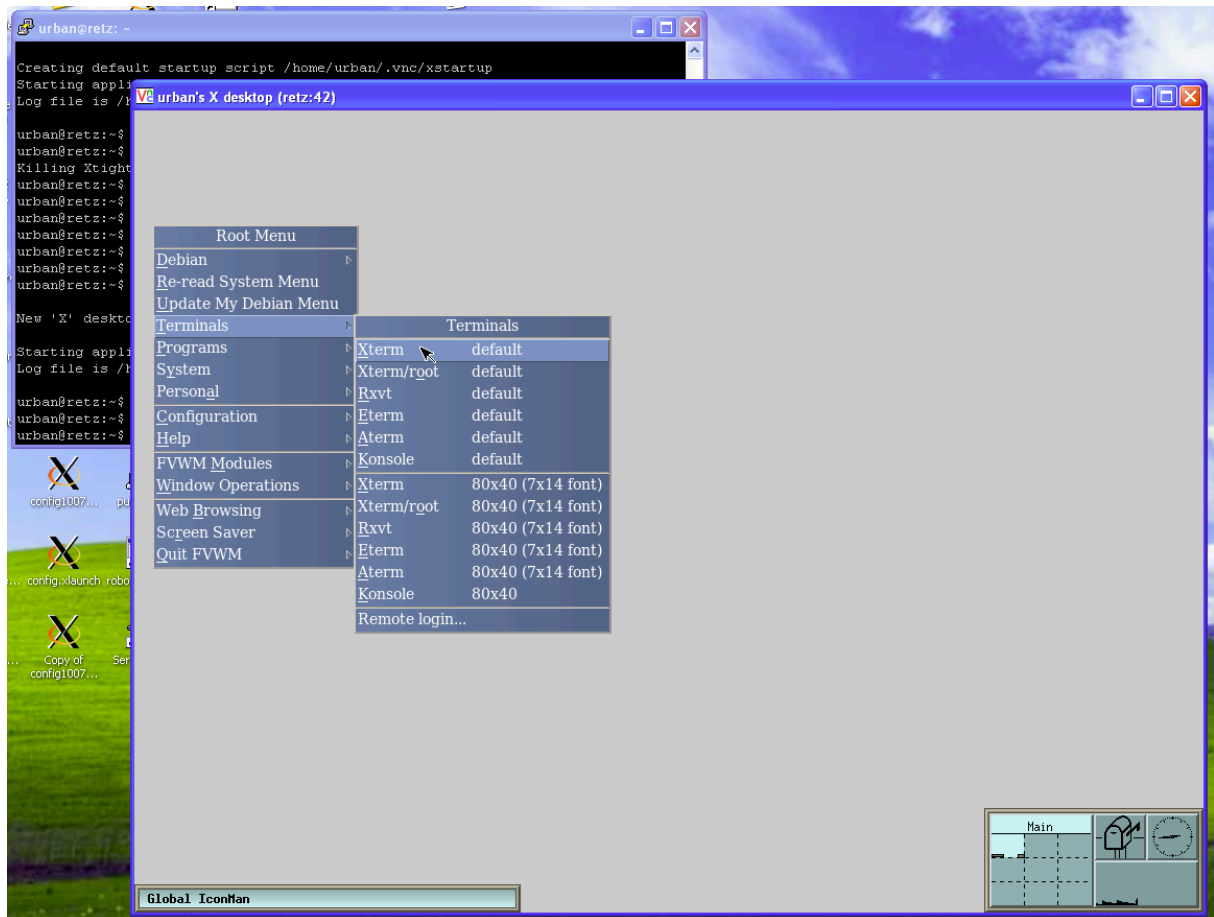 urban@retz: ~
Creating default startup script /home/urban/.vnc/xstartup
Starting appli
Log file is /h
urban@retz:~$
urban@retz:~$
Killing Xtight
urban@retz:~$
urban@retz:~$
urban@retz:~$
urban@retz:~$
urban@retz:~$
urban@retz:~$
urban@retz:~$
New 'X' deskto
Starting appli
Log file is /h
urban@retz:~$
urban@retz:~$
urban@retz:~$
urban's X desktop (retz:42)
Root Menu
Debian
Re-read System Menu
Update My Debian Menu
Terminals
Programs
System
Personal
Configuration
Help
FVWM Modules
Window Operations
Web Browsing
Screen Saver
Quit FVWM
Terminals
Xterm default
Xterm/root default
Rxvt default
Eterm default
Aterm default
Konsole default
Xterm 80x40 (7x14 font)
Xterm/root 80x40 (7x14 font)
Rxvt 80x40 (7x14 font)
Eterm 80x40 (7x14 font)
Aterm 80x40 (7x14 font)
Konsole 80x40
Remote login...
config1007... pu
config.xlaunch robo
Copy of Ser
config1007...
Main
Global IconMan